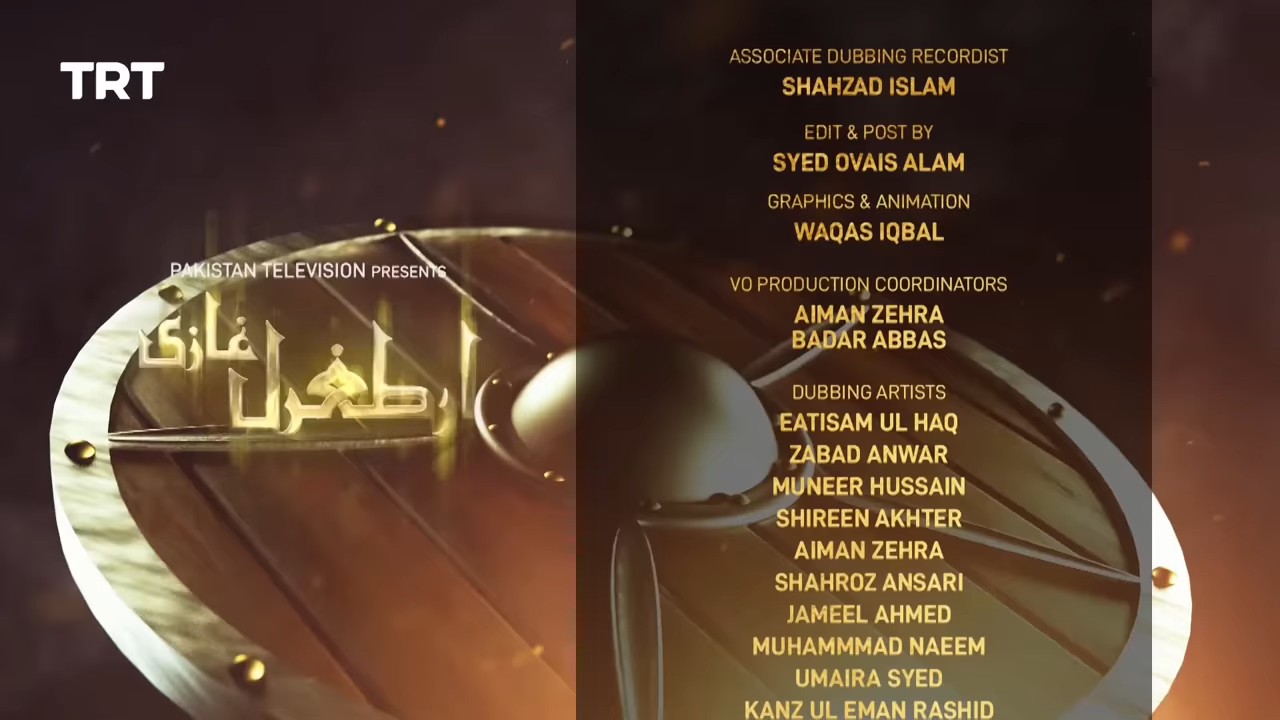 TRT
PAKISTAN TELEVISION PRESENTS
ارطغرل غازی
ASSOCIATE DUBBING RECORDIST
SHAHZAD ISLAM
EDIT & POST BY
SYED OVAIS ALAM
GRAPHICS & ANIMATION
WAQAS IQBAL
VO PRODUCTION COORDINATORS
AIMAN ZEHRA
BADAR ABBAS
DUBBING ARTISTS
EATISAM UL HAQ
ZABAD ANWAR
MUNEER HUSSAIN
SHIREEN AKHTER
AIMAN ZEHRA
SHAHROZ ANSARI
JAMEEL AHMED
MUHAMMMAD NAEEM
UMAIRA SYED
KANZ UL EMAN RASHID